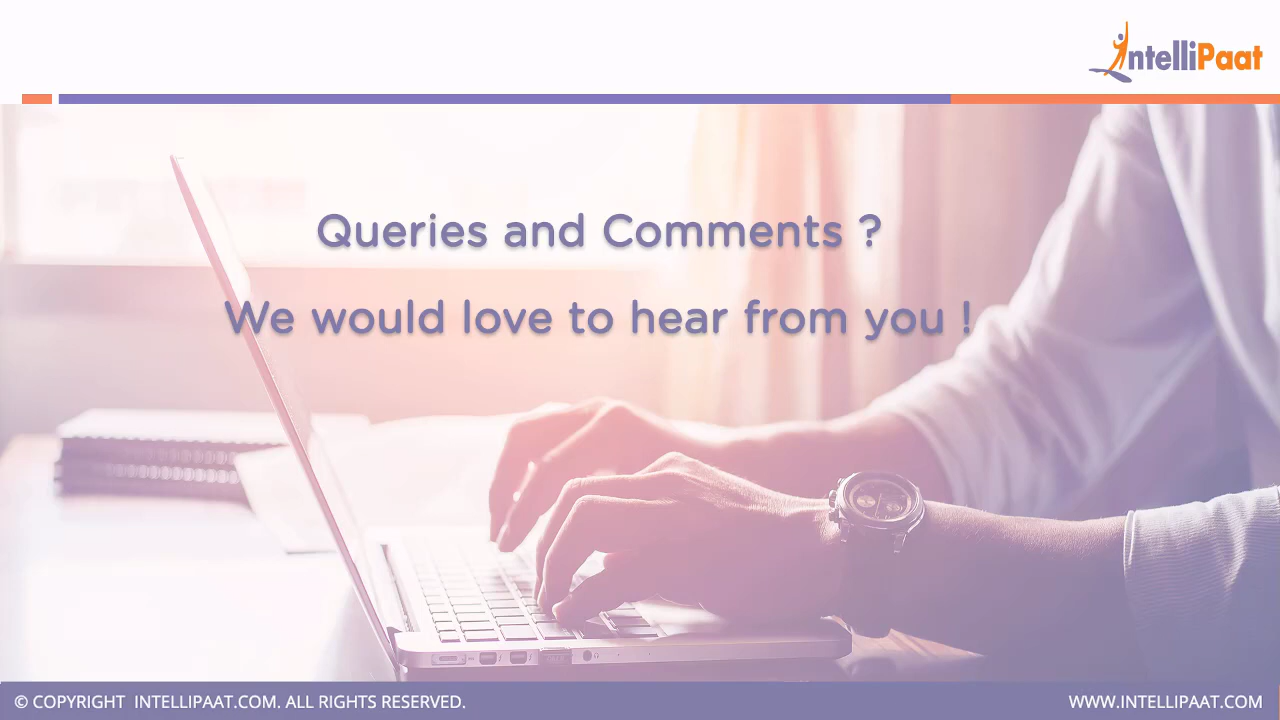 IntelliPaat
Queries and Comments ?
We would love to hear from you !
© COPYRIGHT INTELLIPAAT.COM. ALL RIGHTS RESERVED.
WWW.INTELLIPAAT.COM